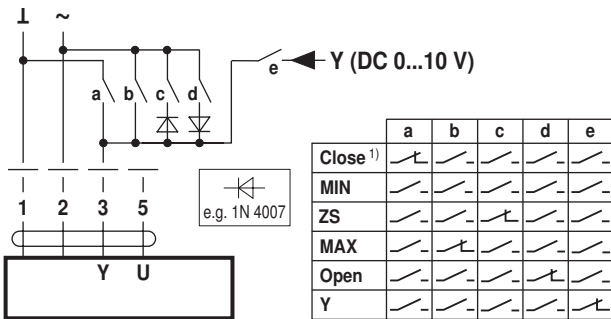 ⊥ ~
e
Y (DC 0...10 V)
a b c d
e.g. 1N 4007
1 2 3 5
Y U
a b c d e
Close 1)
MIN
ZS
MAX
Open
Y